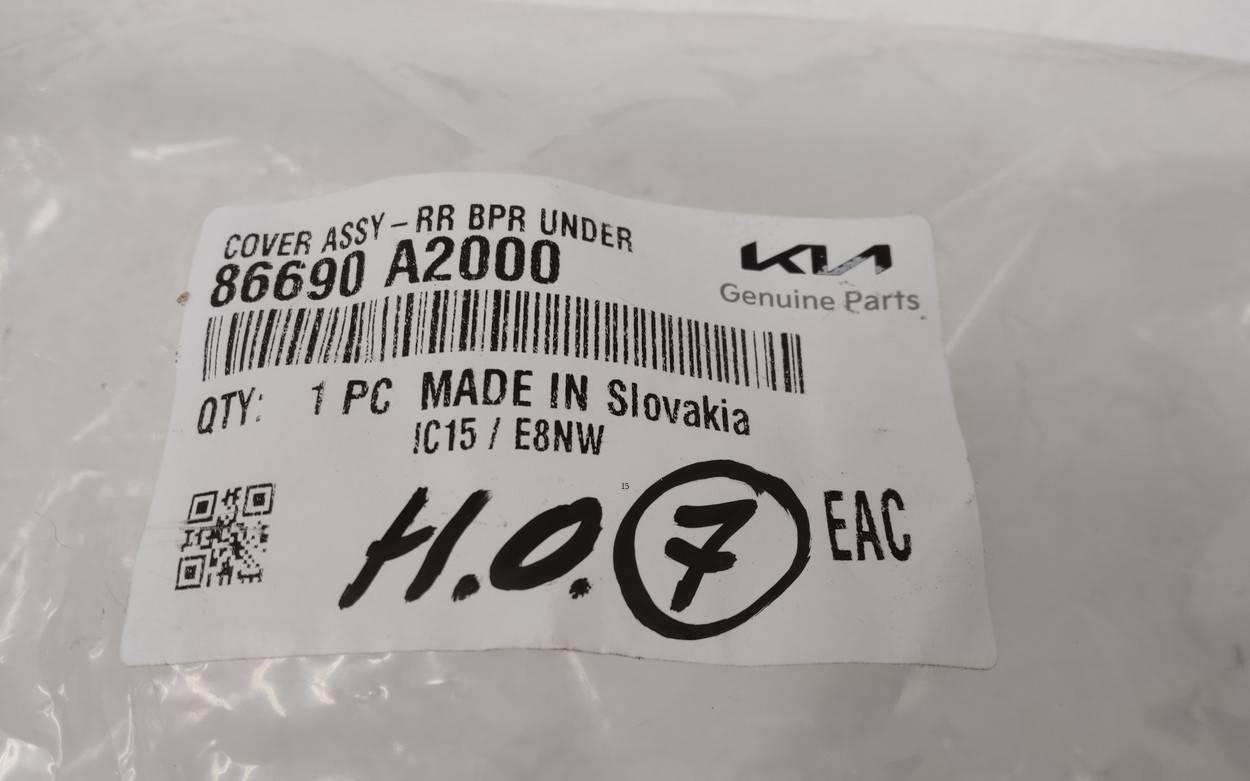 COVER ASSY - RR BPR UNDER
86690 A2000
KIA
Genuine Parts
QTY: 1 PC MADE IN Slovakia
IC15 / E8NW
15
H.O. 7
EAC